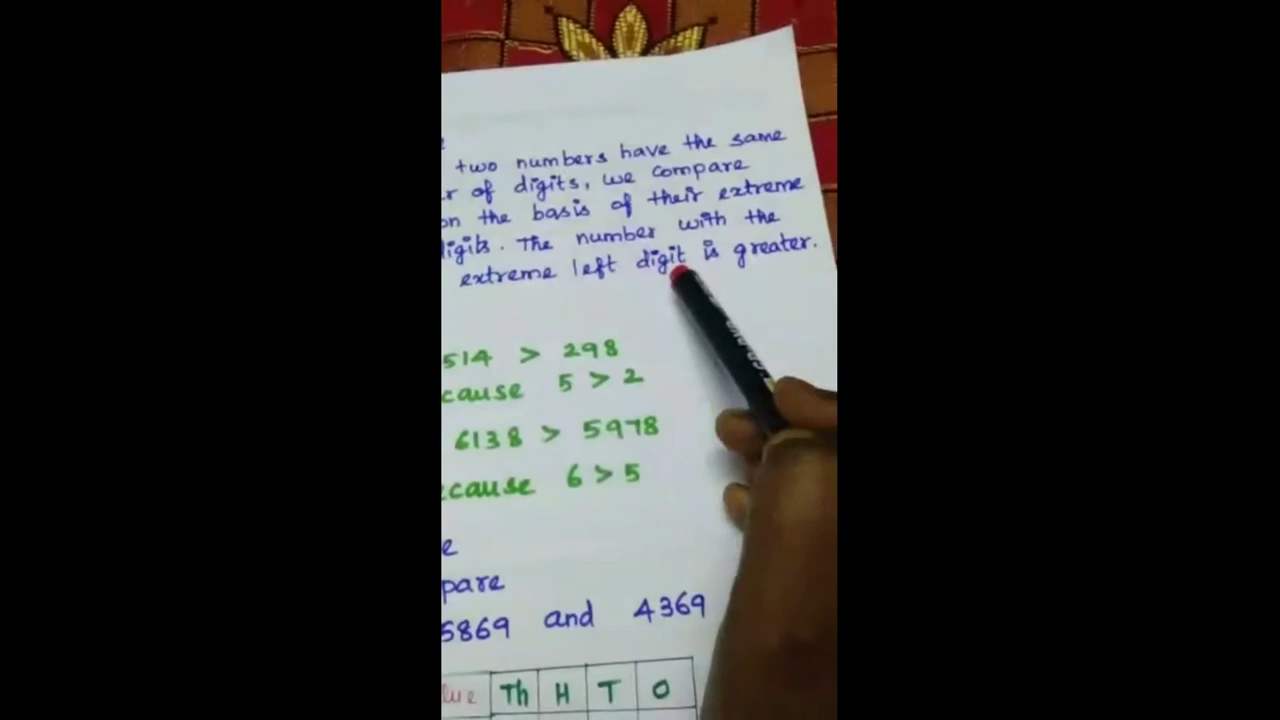 two numbers have the same
of digits, we compare
on the basis of their extreme
digits. The number with the
extreme left digit is greater.
514 > 298
cause 5 > 2
6138 > 5978
ecause 6 > 5
e
pare
5869 and 4369
lue Th H T O